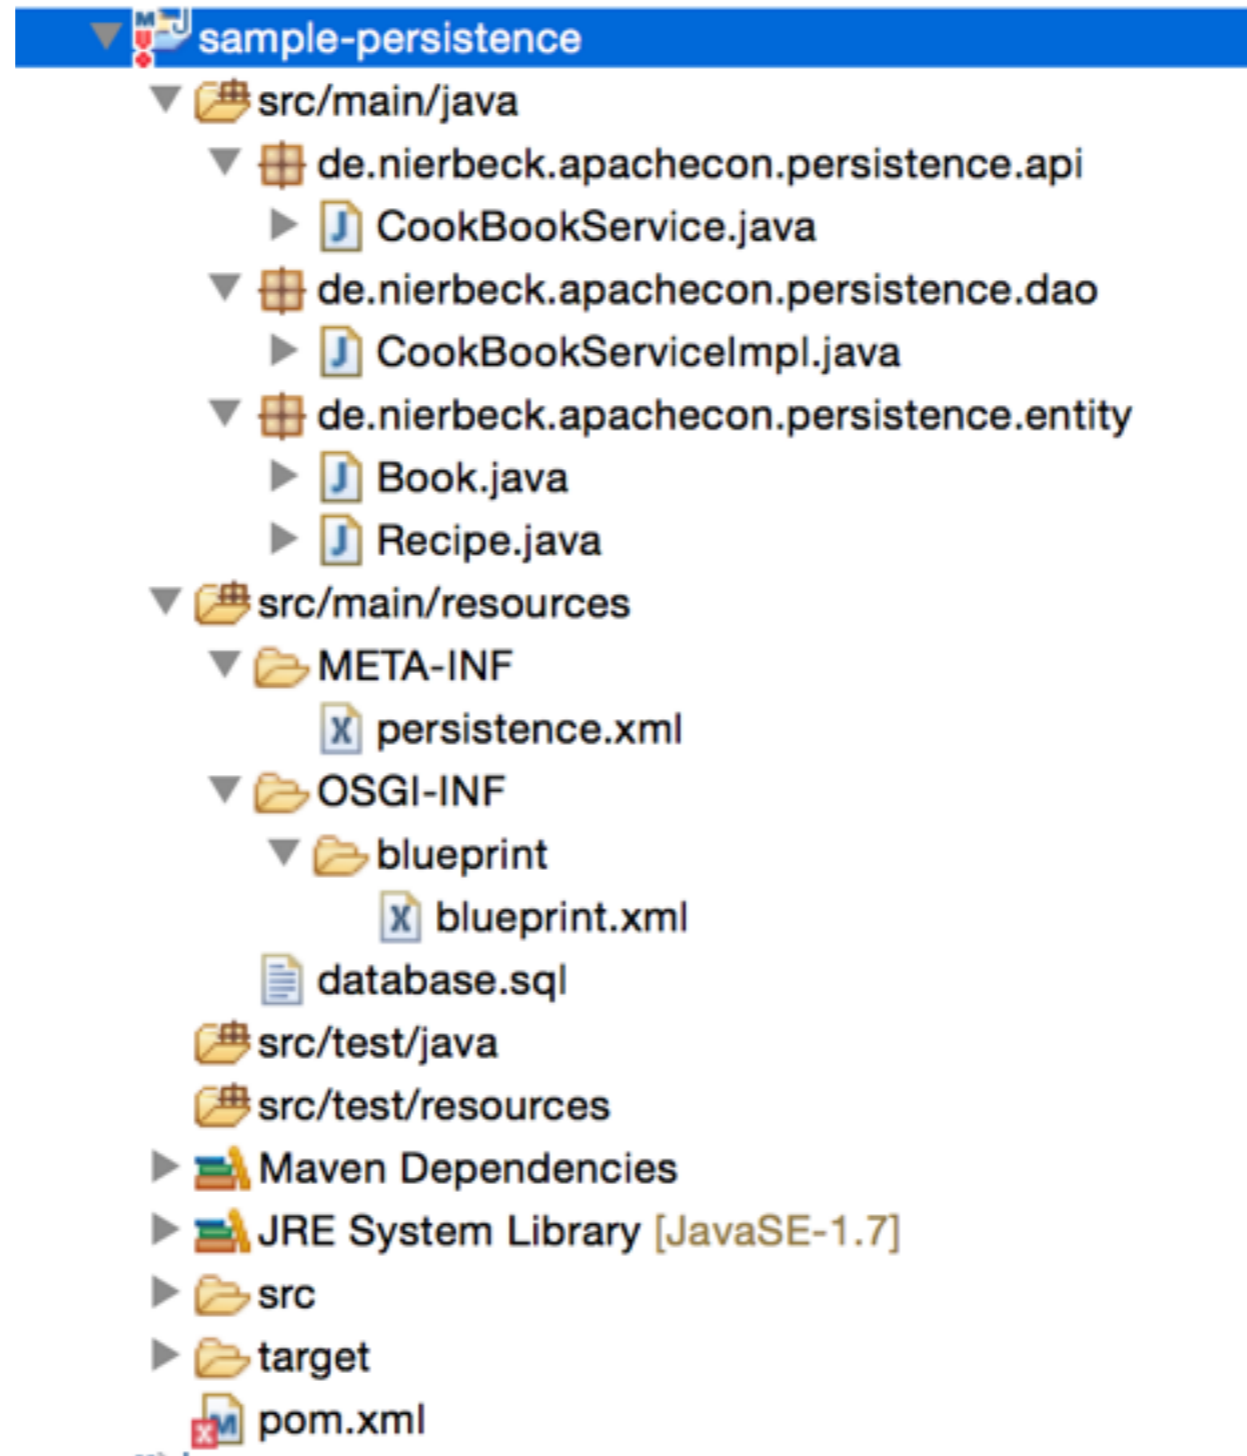 sample-persistence
src/main/java
de.nierbeck.apachecon.persistence.api
CookBookService.java
de.nierbeck.apachecon.persistence.dao
CookBookServiceImpl.java
de.nierbeck.apachecon.persistence.entity
Book.java
Recipe.java
src/main/resources
META-INF
persistence.xml
OSGI-INF
blueprint
blueprint.xml
database.sql
src/test/java
src/test/resources
Maven Dependencies
JRE System Library [JavaSE-1.7]
src
target
pom.xml